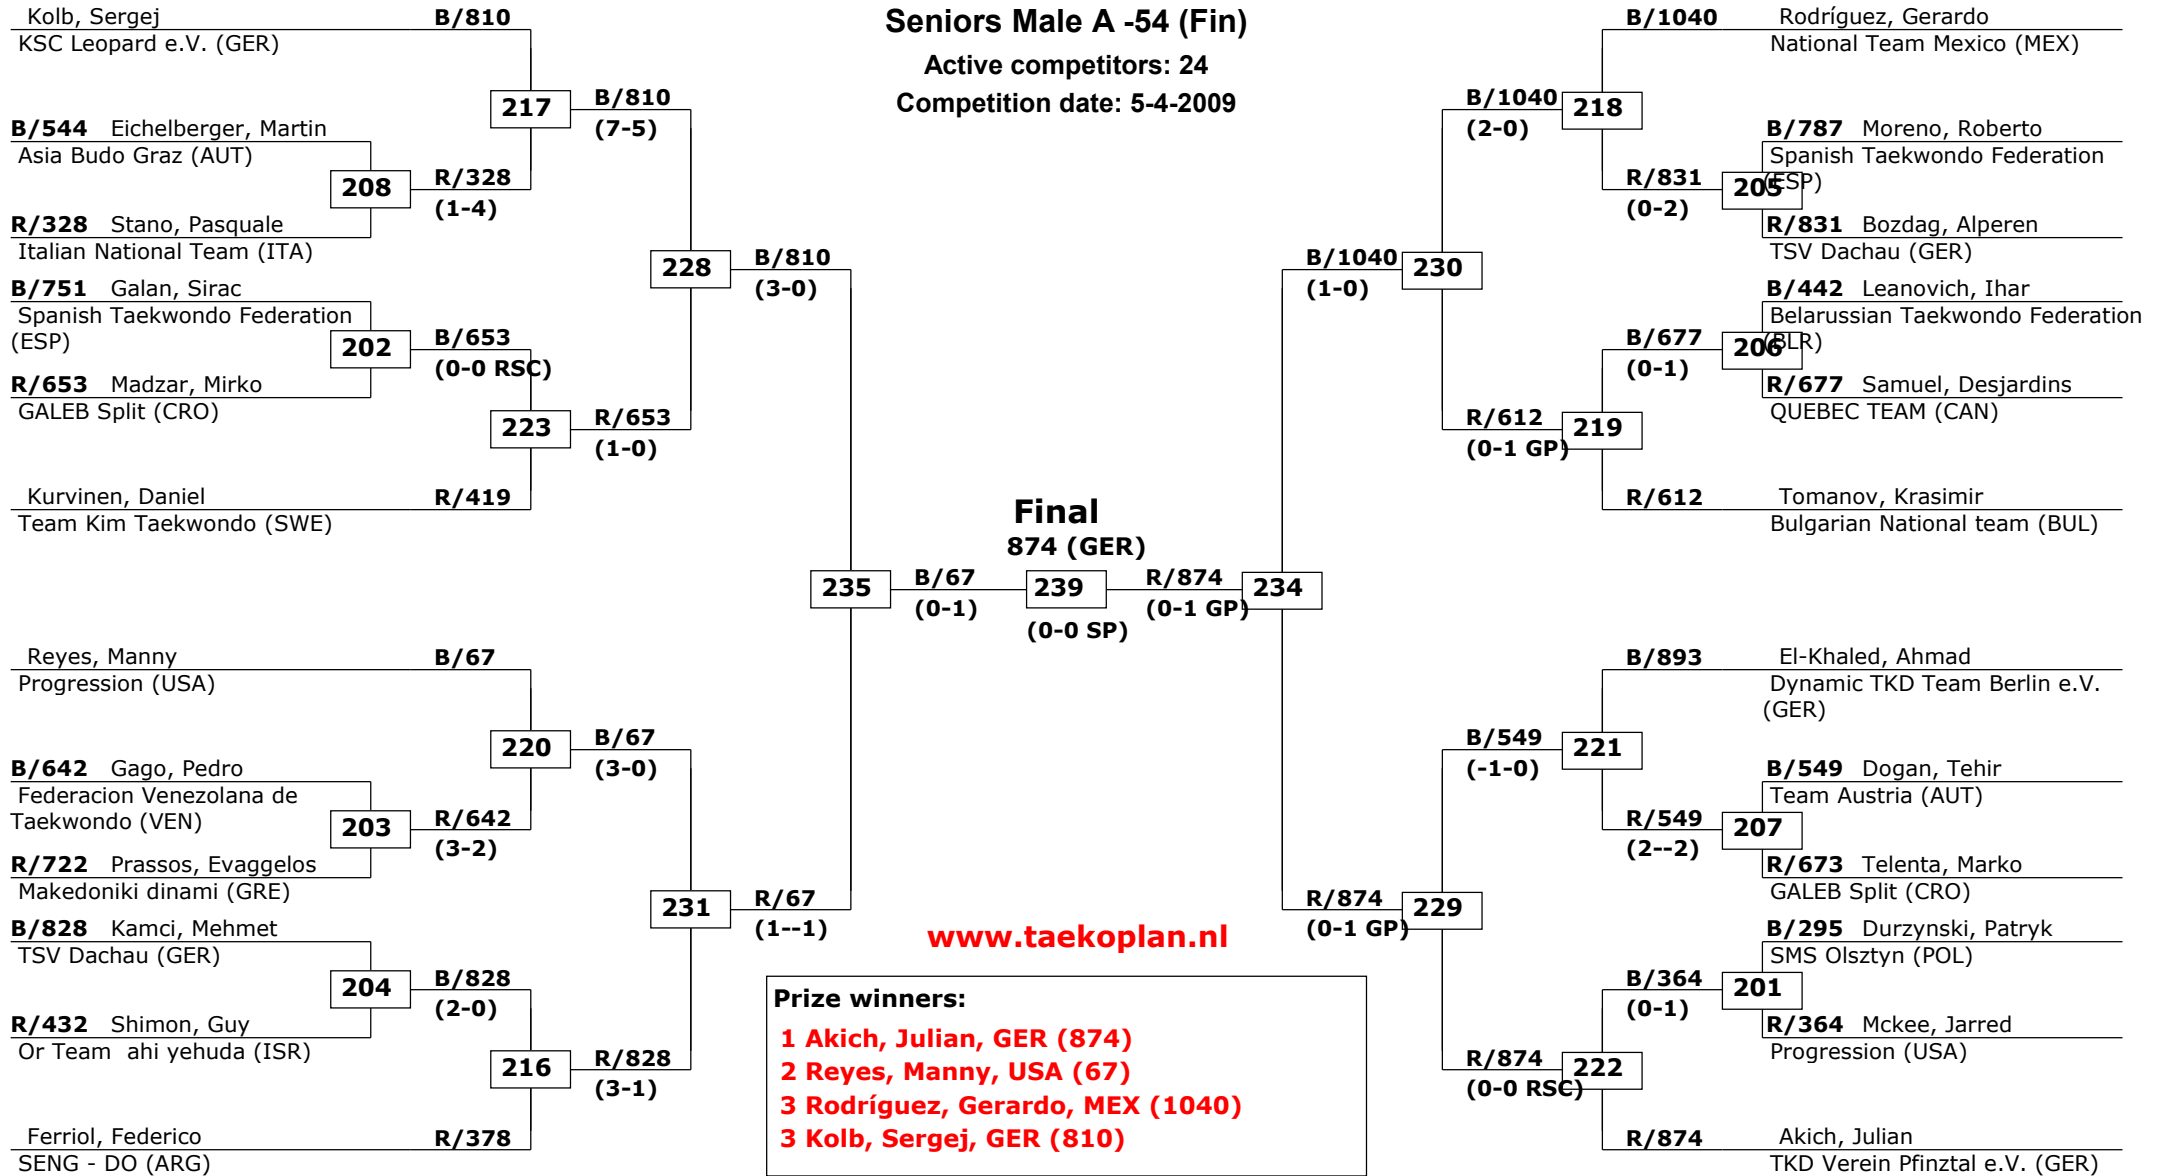 Seniors Male A -54 (Fin)
Active competitors: 24
Competition date: 5-4-2009
Kolb, Sergej
KSC Leopard e.V. (GER)
B/810
217
B/810
(7-5)
B/544 Eichelberger, Martin
Asia Budo Graz (AUT)
208
R/328
(1-4)
R/328 Stano, Pasquale
Italian National Team (ITA)
228
B/810
(3-0)
B/751 Galan, Sirac
Spanish Taekwondo Federation
(ESP)
202
B/653
(0-0 RSC)
R/653 Madzar, Mirko
GALEB Split (CRO)
223
R/653
(1-0)
Kurvinen, Daniel
Team Kim Taekwondo (SWE)
R/419
235
B/67
(0-1)
Reyes, Manny
Progression (USA)
B/67
220
B/67
(3-0)
B/642 Gago, Pedro
Federacion Venezolana de
Taekwondo (VEN)
203
R/642
(3-2)
R/722 Prassos, Evaggelos
Makedoniki dinami (GRE)
231
R/67
(1--1)
B/828 Kamci, Mehmet
TSV Dachau (GER)
204
B/828
(2-0)
R/432 Shimon, Guy
Or Team ahi yehuda (ISR)
216
R/828
(3-1)
Ferriol, Federico
SENG - DO (ARG)
R/378
Final
874 (GER)
239
(0-0 SP)
B/1040
Rodríguez, Gerardo
National Team Mexico (MEX)
B/1040
(2-0)
218
B/787 Moreno, Roberto
Spanish Taekwondo Federation
(ESP)
R/831
(0-2)
205
R/831 Bozdag, Alperen
TSV Dachau (GER)
B/1040
(1-0)
230
B/442 Leanovich, Ihar
Belarussian Taekwondo Federation
(BLR)
B/677
(0-1)
206
R/677 Samuel, Desjardins
QUEBEC TEAM (CAN)
R/612
(0-1 GP)
219
R/612
Tomanov, Krasimir
Bulgarian National team (BUL)
R/874
(0-1 GP)
234
B/893
El-Khaled, Ahmad
Dynamic TKD Team Berlin e.V.
(GER)
B/549
(-1-0)
221
B/549 Dogan, Tehir
Team Austria (AUT)
R/549
(2--2)
207
R/673 Telenta, Marko
GALEB Split (CRO)
R/874
(0-1 GP)
229
B/295 Durzynski, Patryk
SMS Olsztyn (POL)
B/364
(0-1)
201
R/364 Mckee, Jarred
Progression (USA)
R/874
(0-0 RSC)
222
R/874
Akich, Julian
TKD Verein Pfinztal e.V. (GER)
www.taekoplan.nl
Prize winners:
1 Akich, Julian, GER (874)
2 Reyes, Manny, USA (67)
3 Rodríguez, Gerardo, MEX (1040)
3 Kolb, Sergej, GER (810)